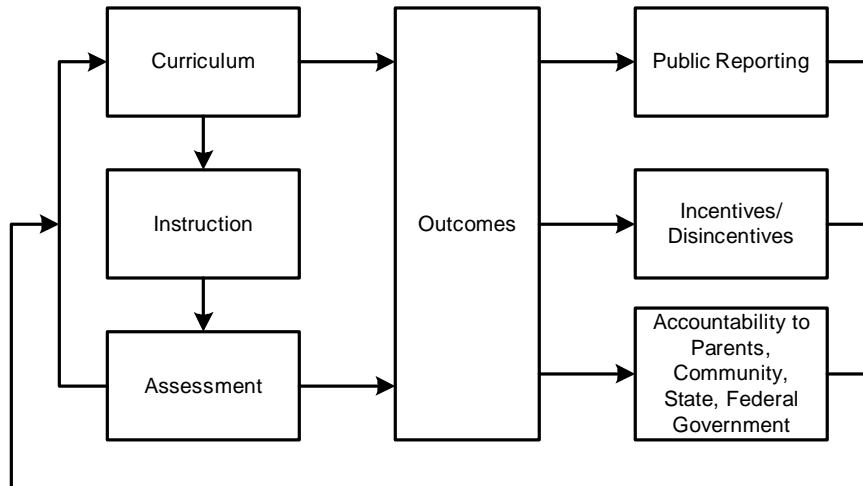 Curriculum
Instruction
Assessment
Outcomes
Public Reporting
Incentives/
Disincentives
Accountability to
Parents,
Community,
State, Federal
Government